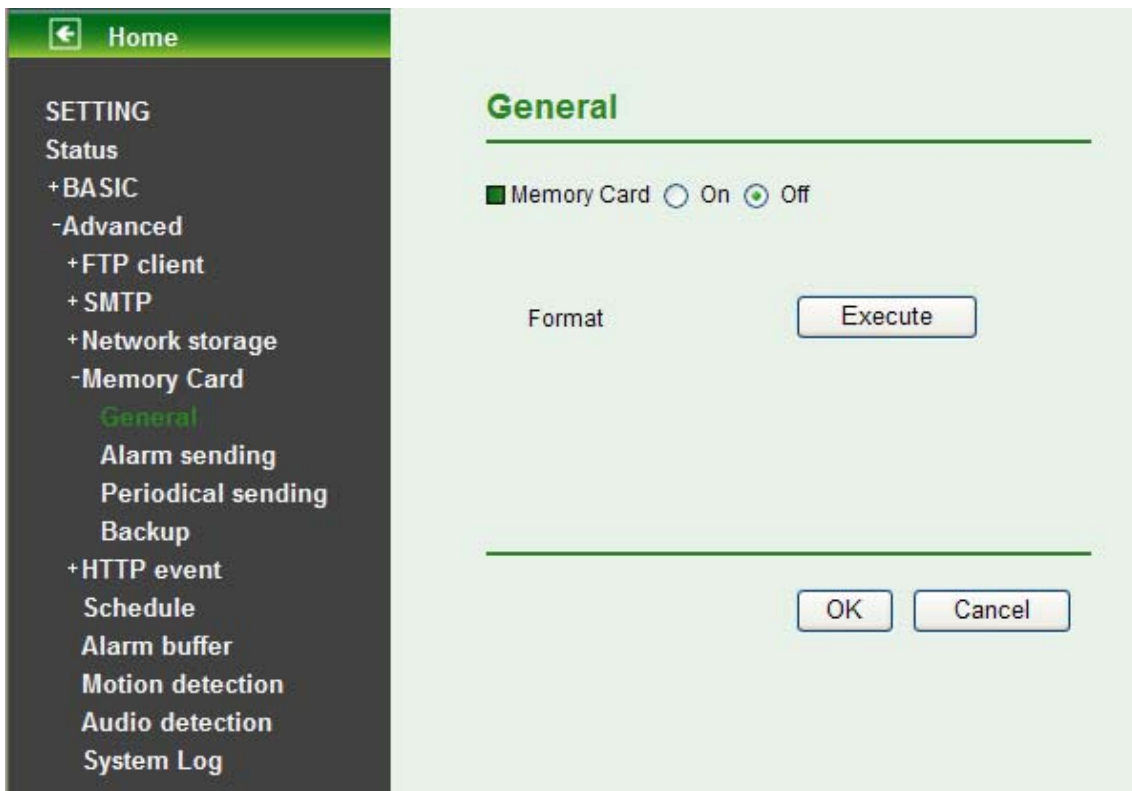 Home
SETTING
Status
+BASIC
-Advanced
+FTP client
+SMTP
+Network storage
-Memory Card
General
Alarm sending
Periodical sending
Backup
+HTTP event
Schedule
Alarm buffer
Motion detection
Audio detection
System Log
General
Memory Card On Off
Format Execute
OK Cancel